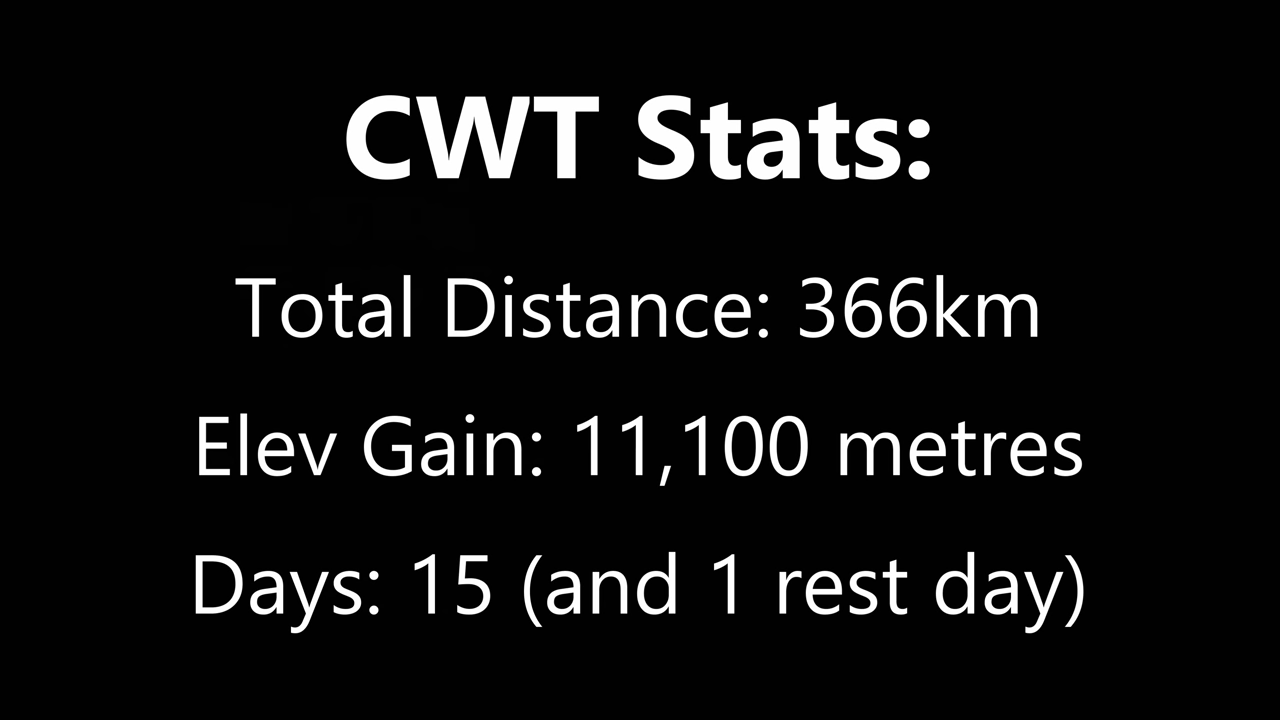 CWT Stats:
Total Distance: 366km
Elev Gain: 11,100 metres
Days: 15 (and 1 rest day)